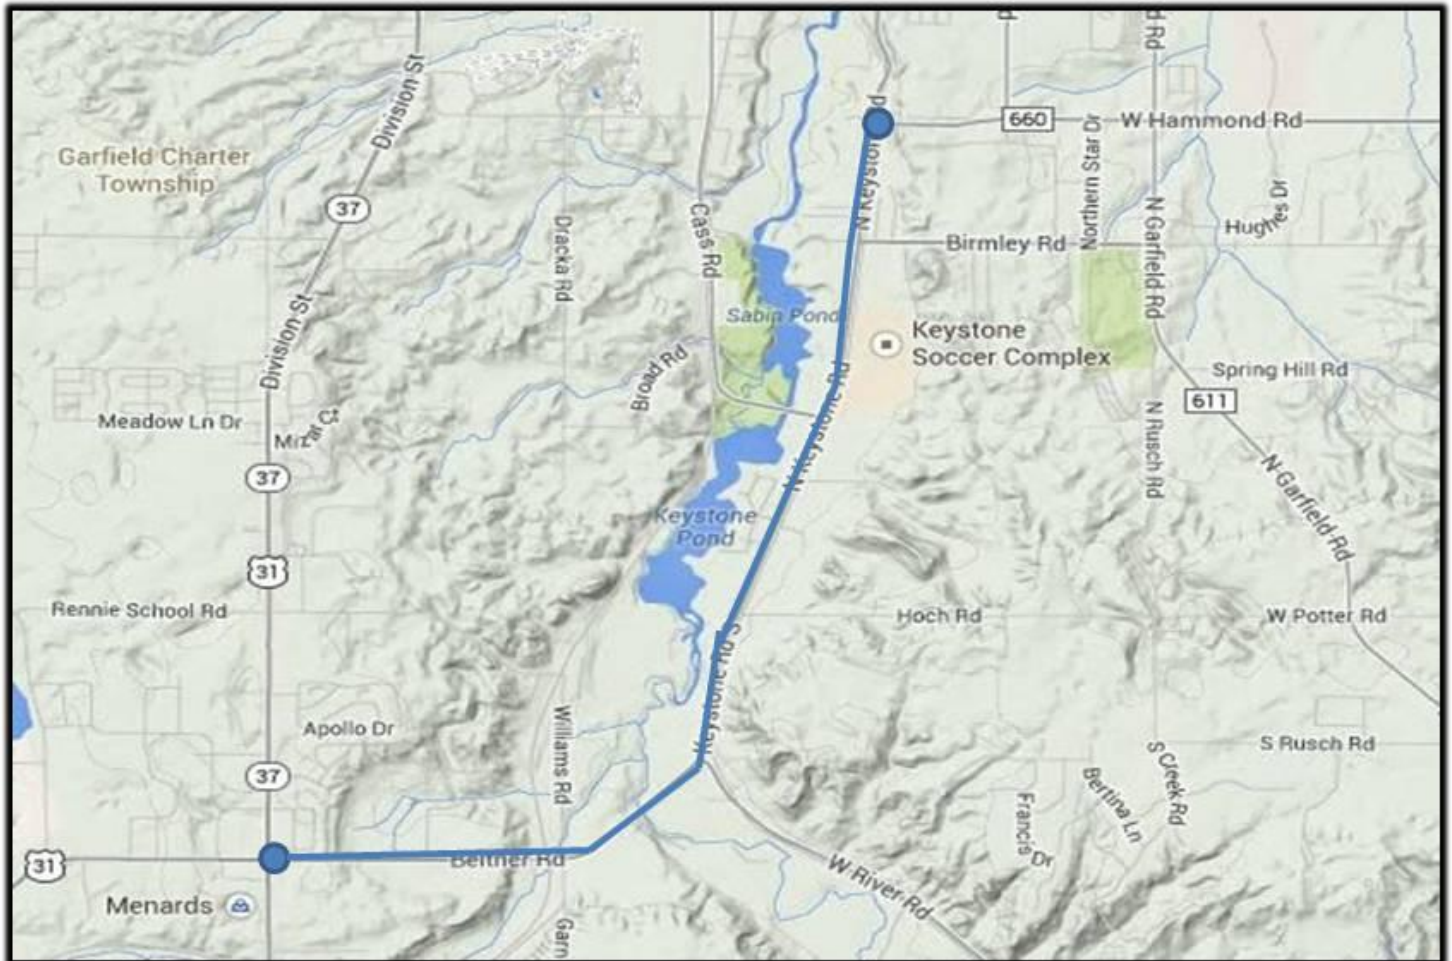 Division St
d Rd
660
W Hammond Rd
Garfield Charter
Township
37
N Keystone
Northern Star Dr
N Garfield Rd
Hughes Dr
Cass Rd
Dracka Rd
Birmley Rd
Division St
Sabin Pond
Keystone
Soccer Complex
Broad Rd
N Keystone Rd
Spring Hill Rd
611
Meadow Ln Dr
Ct
N Rusch Rd
37
N Garfield Rd
Keystone
Pond
31
Rennie School Rd
Hoch Rd
W Potter Rd
Keystone Rd S
Apollo Dr
Williams Rd
S Rusch Rd
37
S Creek Rd
Bertina Ln
Francis Dr
31
Beitner Rd
W River Rd
Menards
Garn